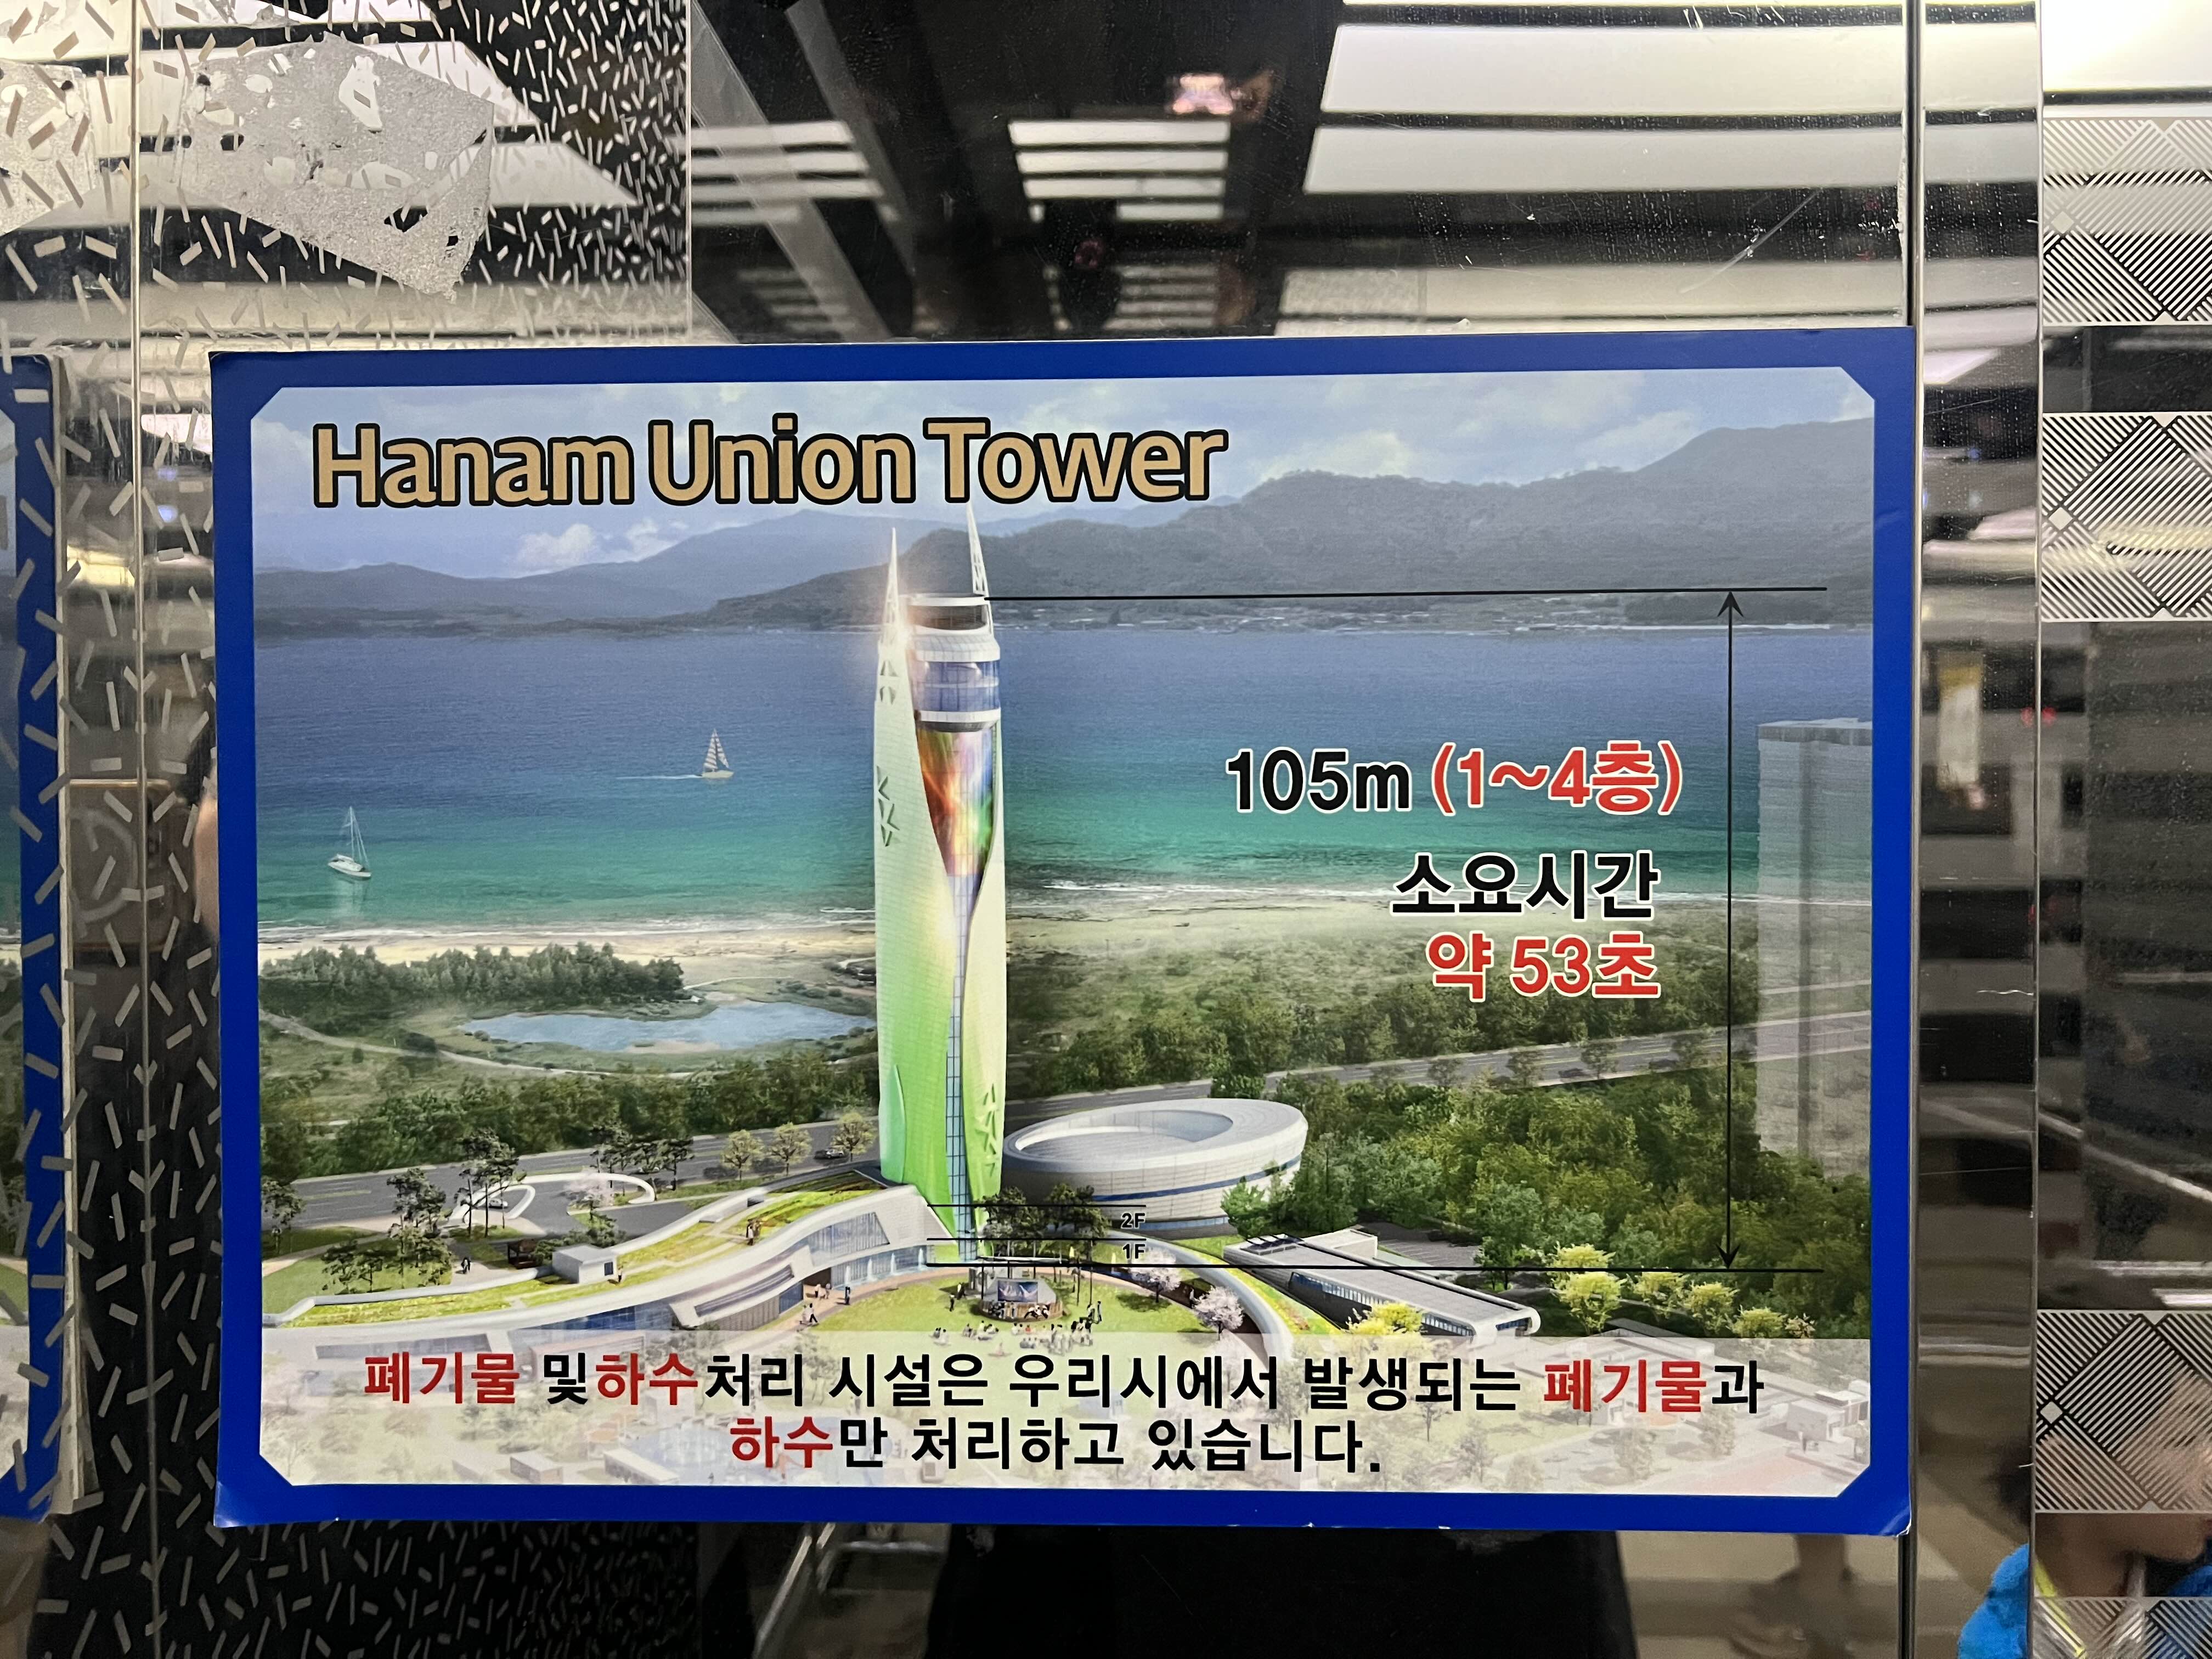 Hanam Union Tower
105m (1~4층)
소요시간
약 53초
2F
1F
폐기물 및하수처리 시설은 우리시에서 발생되는 폐기물과
하수만 처리하고 있습니다.